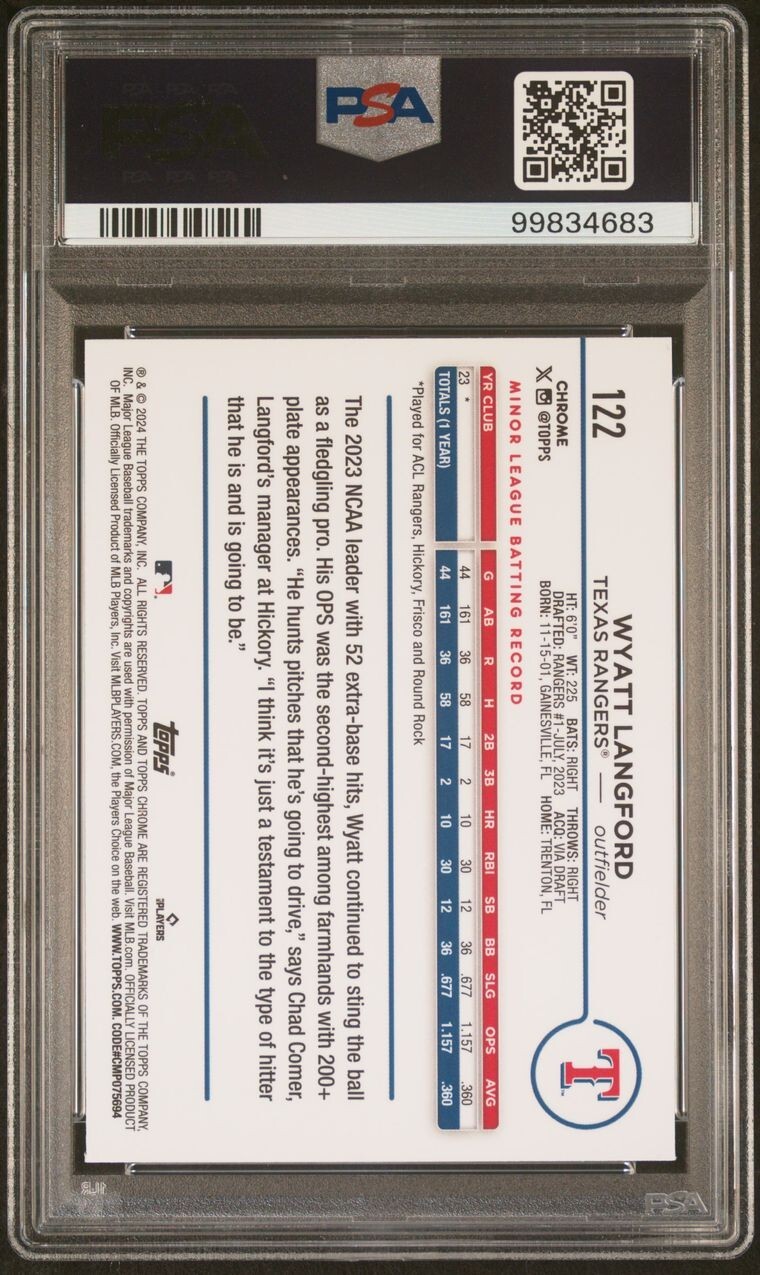 PSA
99834683
122
WYATT LANGFORD
TEXAS RANGERS® — outfielder
CHROME
X @TOPPS
HT: 6'0" WT: 225 BATS: RIGHT THROWS: RIGHT
DRAFTED: RANGERS #1-JULY, 2023 ACQ: VIA DRAFT
BORN: 11-15-01, GAINESVILLE, FL HOME: TRENTON, FL
T
MINOR LEAGUE BATTING RECORD
YR CLUB G AB R H 2B 3B HR RBI SB BB SLG OPS AVG
23 * 44 161 36 58 17 2 10 30 12 36 .677 1.157 .360
TOTALS (1 YEAR) 44 161 36 58 17 2 10 30 12 36 .677 1.157 .360
*Played for ACL Rangers, Hickory, Frisco and Round Rock
The 2023 NCAA leader with 52 extra-base hits, Wyatt continued to sting the ball
as a fledgling pro. His OPS was the second-highest among farmhands with 200+
plate appearances. “He hunts pitches that he’s going to drive,” says Chad Comer,
Langford’s manager at Hickory. “I think it’s just a testament to the type of hitter
that he is and is going to be.”
topps®
PLAYERS
® & © 2024 THE TOPPS COMPANY, INC. ALL RIGHTS RESERVED. TOPPS AND TOPPS CHROME ARE REGISTERED TRADEMARKS OF THE TOPPS COMPANY,
INC. Major League Baseball trademarks and copyrights are used with permission of Major League Baseball. Visit MLB.com. OFFICIALLY LICENSED PRODUCT
OF MLB. Officially Licensed Product of MLB Players, Inc. Visit MLBPLAYERS.COM, the Players Choice on the web. WWW.TOPPS.COM. CODE#CMP075694
PSA